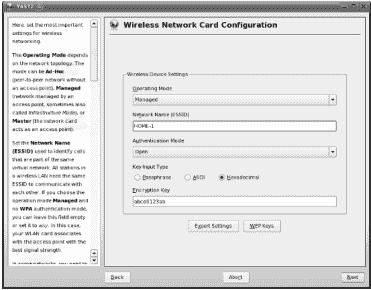 YaST2
Here, set the most important
settings for wireless
networking.
The Operating Mode depends
on the network topology. The
mode can be Ad-Hoc
(peer-to-peer network without
an access point), Managed
(network managed by an
access point, sometimes also
called Infrastructure Mode), or
Master (the network card
acts as an access point).
Set the Network Name
(ESSID) used to identify cells
that are part of the same
virtual network. All stations in
a wireless LAN need the same
ESSID to communicate with
each other. If you choose the
operation mode Managed and
no WPA authentication mode,
you can leave this field empty
or set it to any. In this case,
your WLAN card associates
with the access point with the
best signal strength.
Wireless Network Card Configuration
Wireless Device Settings
Operating Mode
Managed
Network Name (ESSID)
HOME-1
Authentication Mode
Open
Key Input Type
Passphrase
ASCII
Hexadecimal
Encryption Key
Expert Settings
WEP Keys
Back
Abort
Next